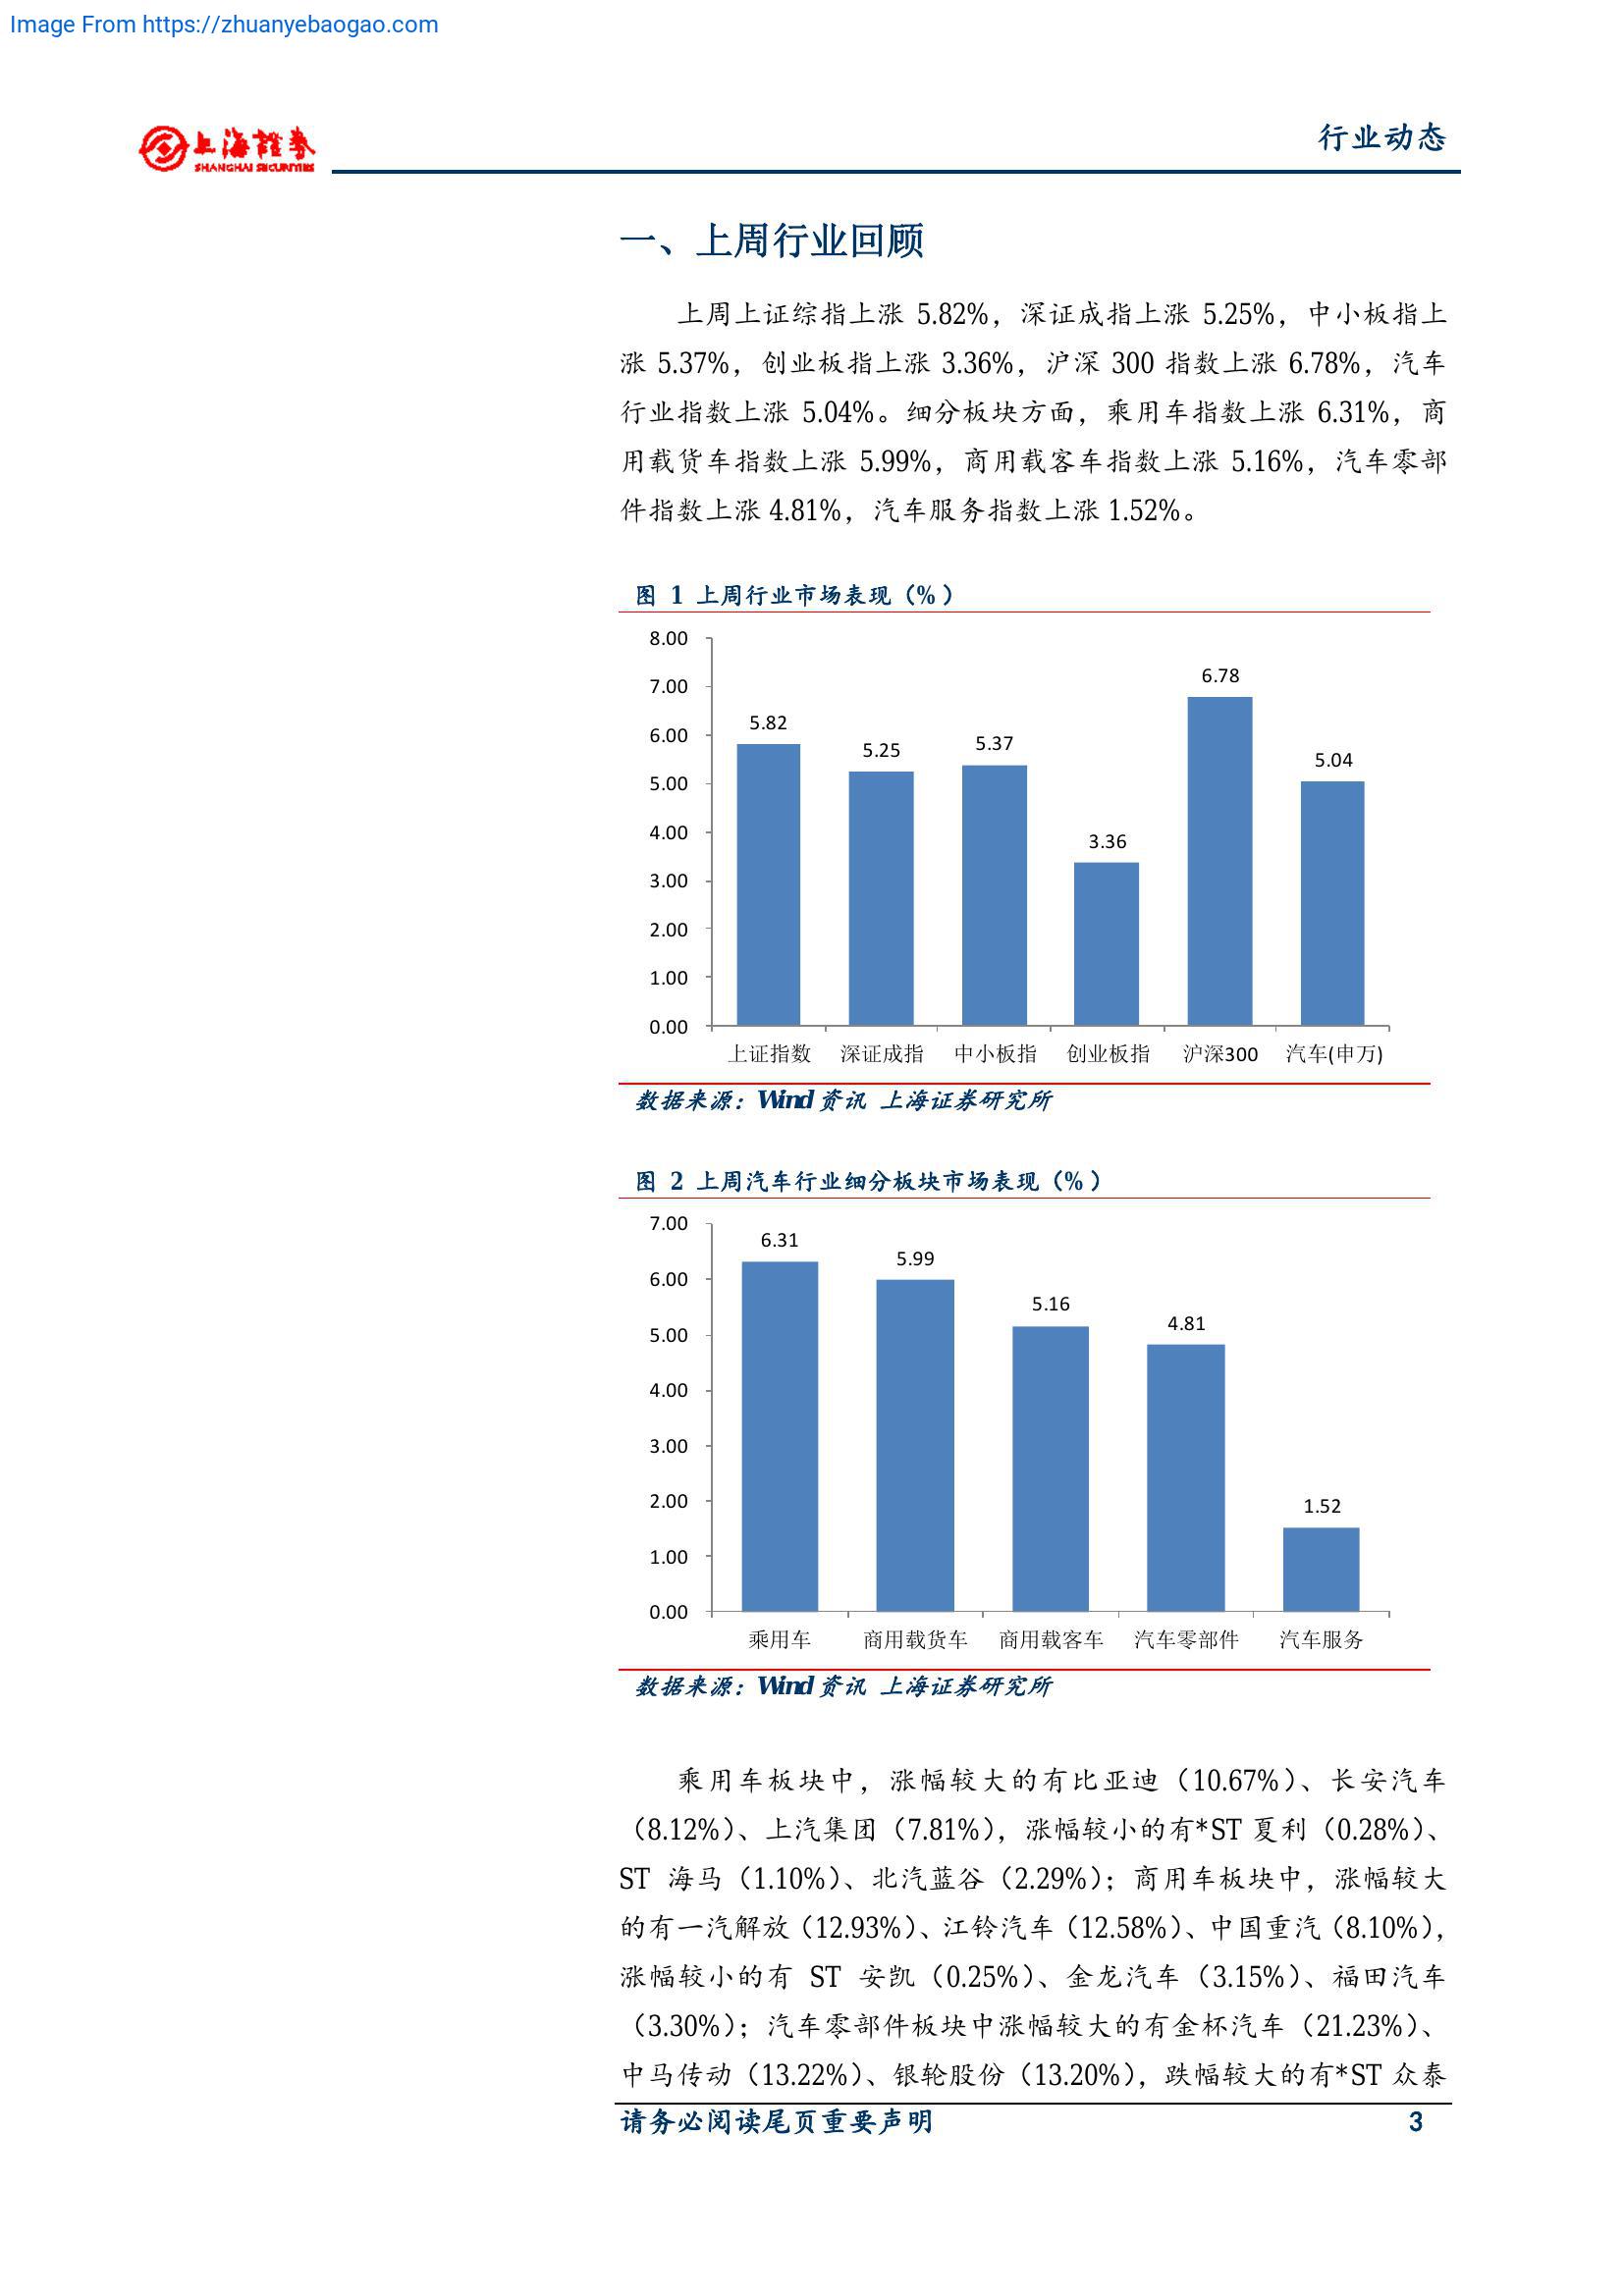 Image From https://zhuanyebaogao.com
上海證券
SHANGHAI SECURITIES
行业动态
一、上周行业回顾
上周上证综指上涨 5.82%，深证成指上涨 5.25%，中小板指上
涨 5.37%，创业板指上涨 3.36%，沪深 300 指数上涨 6.78%，汽车
行业指数上涨 5.04%。细分板块方面，乘用车指数上涨 6.31%，商
用载货车指数上涨 5.99%，商用载客车指数上涨 5.16%，汽车零部
件指数上涨 4.81%，汽车服务指数上涨 1.52%。
图 1 上周行业市场表现（%）
8.00
7.00
6.00
5.00
4.00
3.00
2.00
1.00
0.00
5.82
5.25
5.37
3.36
6.78
5.04
上证指数 深证成指 中小板指 创业板指 沪深300 汽车(申万)
数据来源：Wind 资讯 上海证券研究所
图 2 上周汽车行业细分板块市场表现（%）
7.00
6.00
5.00
4.00
3.00
2.00
1.00
0.00
6.31
5.99
5.16
4.81
1.52
乘用车 商用载货车 商用载客车 汽车零部件 汽车服务
数据来源：Wind 资讯 上海证券研究所
乘用车板块中，涨幅较大的有比亚迪（10.67%）、长安汽车
（8.12%）、上汽集团（7.81%），涨幅较小的有*ST 夏利（0.28%）、
ST 海马（1.10%）、北汽蓝谷（2.29%）；商用车板块中，涨幅较大
的有一汽解放（12.93%）、江铃汽车（12.58%）、中国重汽（8.10%），
涨幅较小的有 ST 安凯（0.25%）、金龙汽车（3.15%）、福田汽车
（3.30%）；汽车零部件板块中涨幅较大的有金杯汽车（21.23%）、
中马传动（13.22%）、银轮股份（13.20%），跌幅较大的有*ST 众泰
请务必阅读尾页重要声明 3